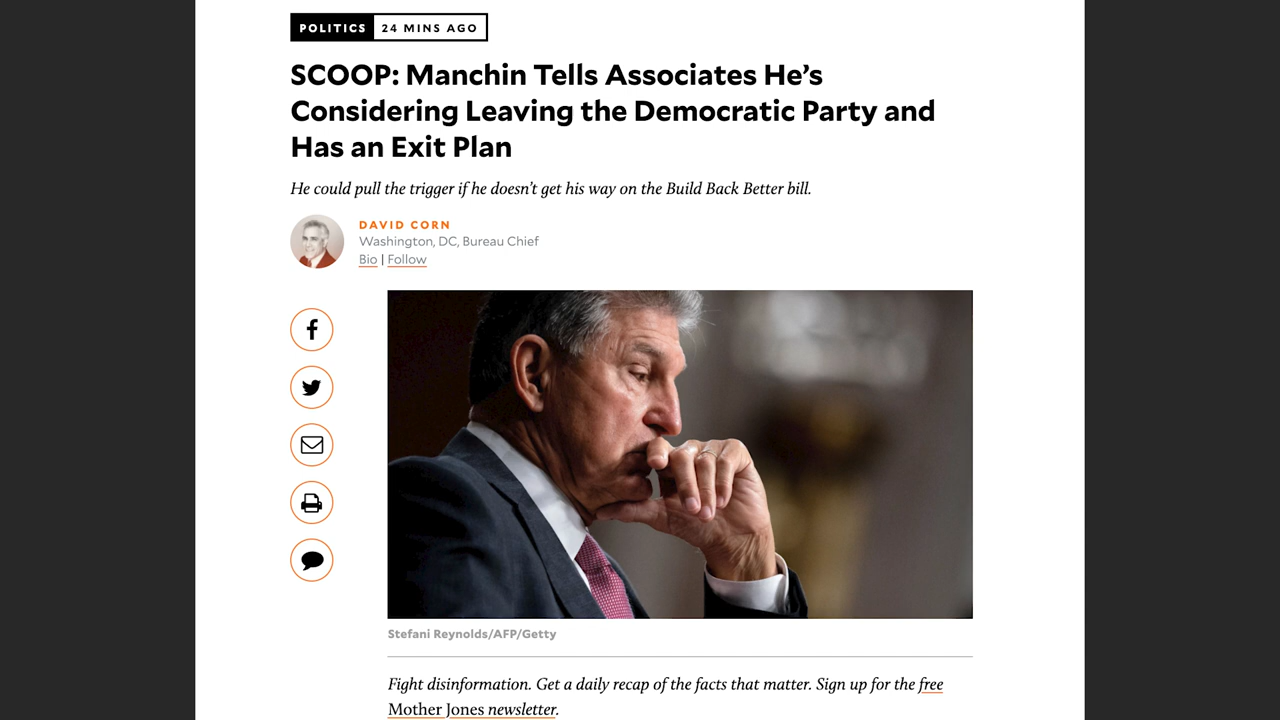 POLITICS 24 MINS AGO
SCOOP: Manchin Tells Associates He’s
Considering Leaving the Democratic Party and
Has an Exit Plan
He could pull the trigger if he doesn’t get his way on the Build Back Better bill.
DAVID CORN
Washington, DC, Bureau Chief
Bio | Follow
Stefani Reynolds/AFP/Getty
Fight disinformation. Get a daily recap of the facts that matter. Sign up for the free
Mother Jones newsletter.